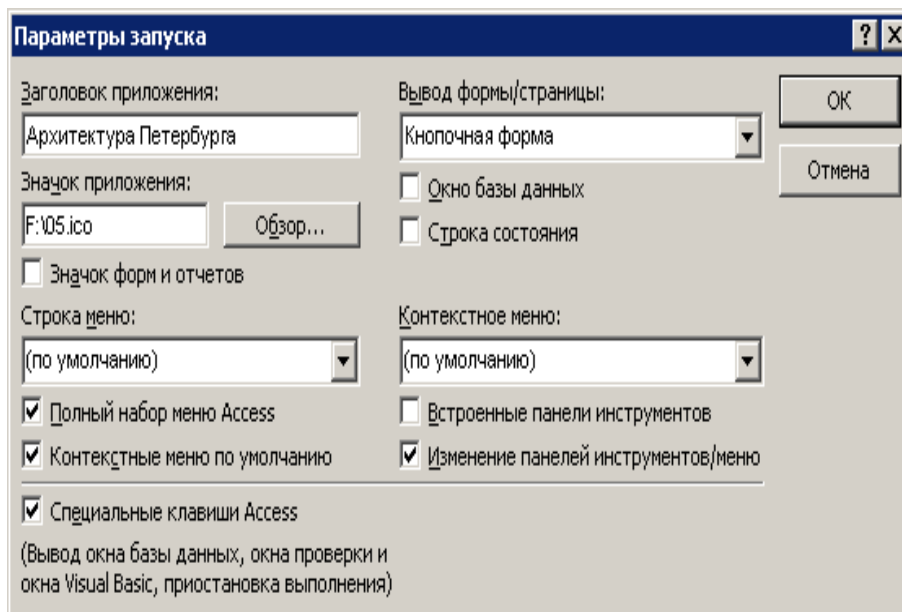 Параметры запуска
Заголовок приложения:
Архитектура Петербурга
Значок приложения:
F:\05.ico
Обзор...
Значок форм и отчетов
Строка меню:
(по умолчанию)
Полный набор меню Access
Контекстные меню по умолчанию
Вывод формы/страницы:
Кнопочная форма
Окно базы данных
Строка состояния
Контекстное меню:
(по умолчанию)
Встроенные панели инструментов
Изменение панелей инструментов/меню
Специальные клавиши Access
(Вывод окна базы данных, окна проверки и
окна Visual Basic, приостановка выполнения)
ОК
Отмена